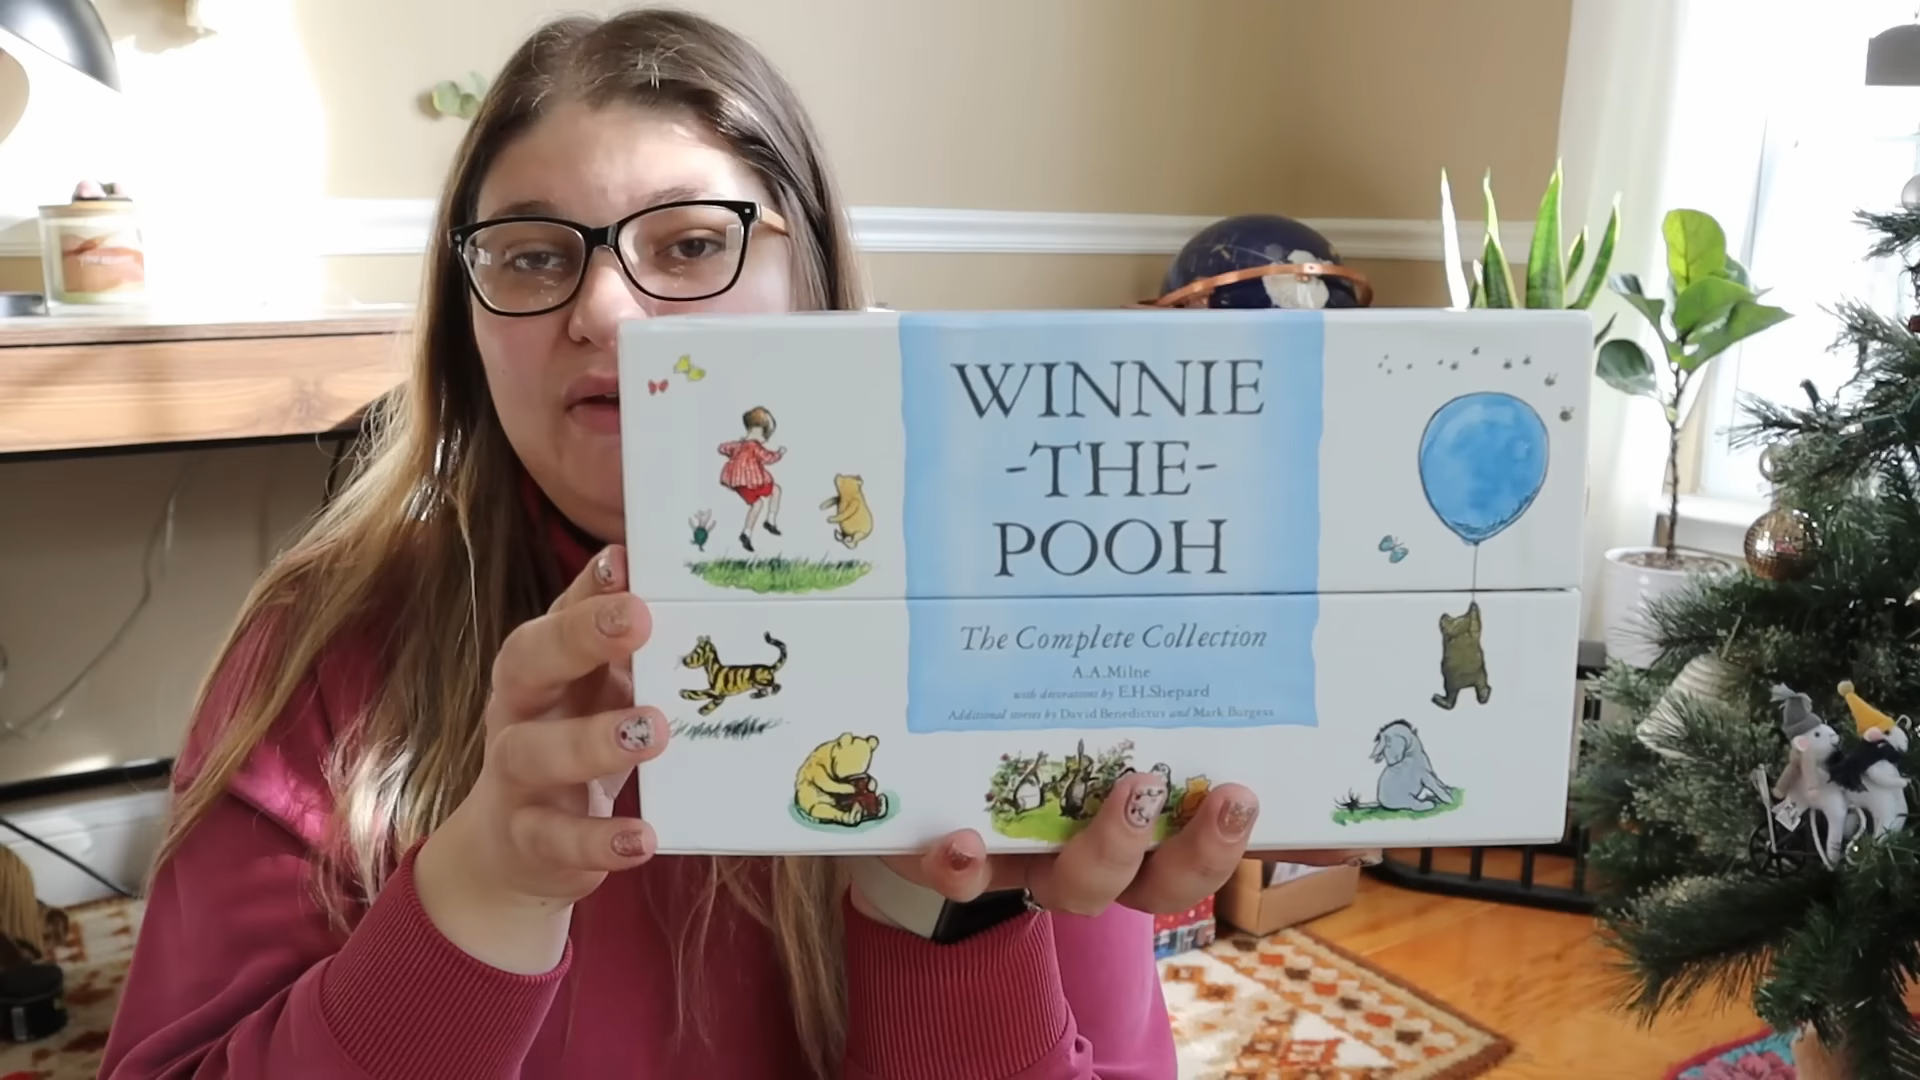 WINNIE
-THE-
POOH
The Complete Collection
A.A.Milne
with decorations by E.H.Shepard
Additional stories by David Benedictus and Mark Burgess